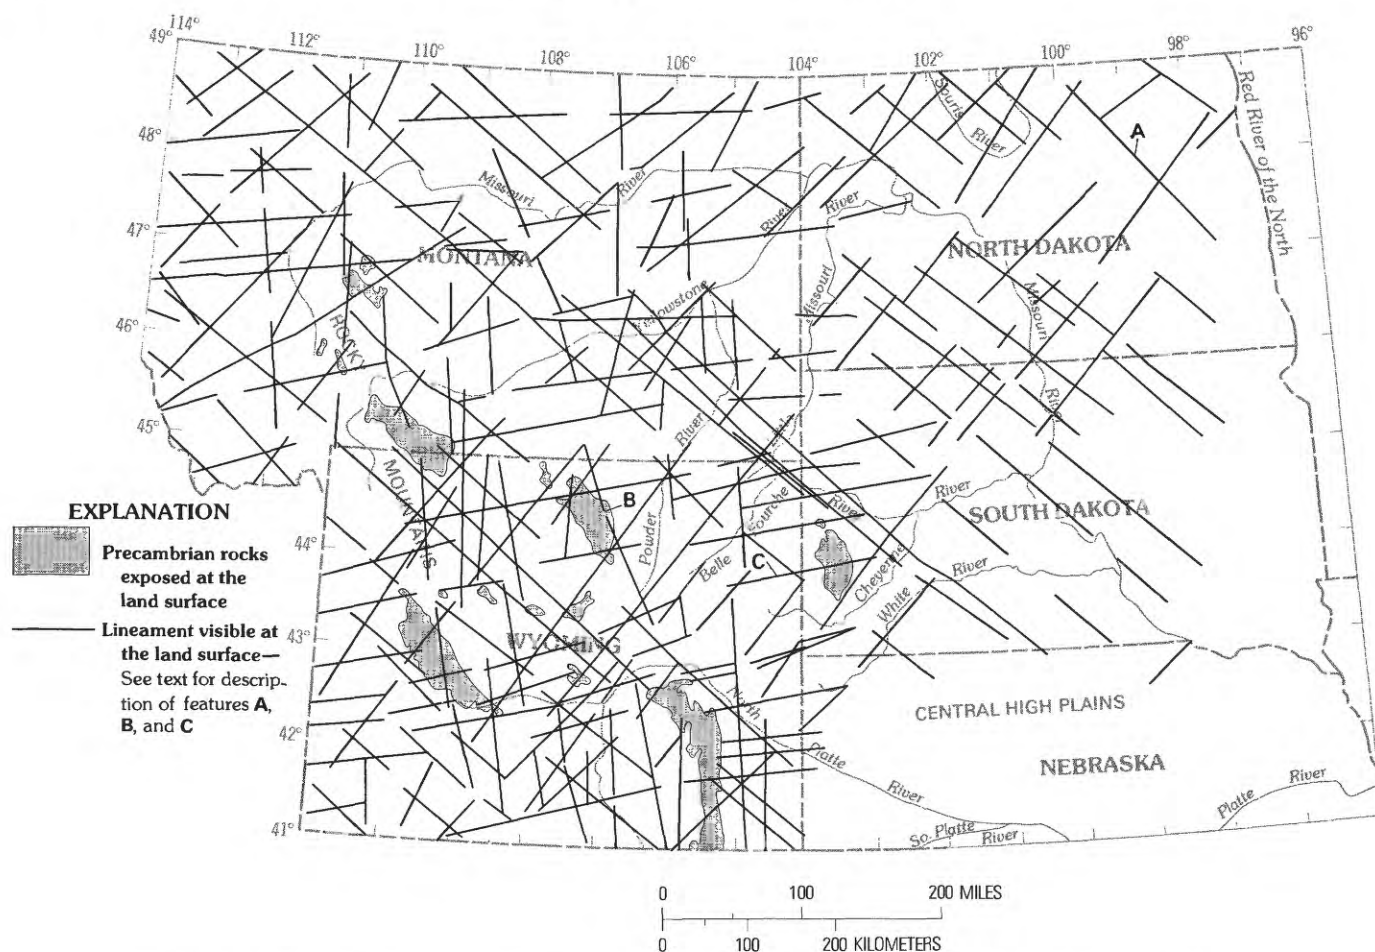 114°
112°
110°
108°
106°
104°
102°
100°
98°
96°
49°
48°
47°
46°
45°
44°
43°
42°
41°
Souris
River
A
Red River of the North
Missouri
River
River
River
MONTANA
NORTH DAKOTA
Missouri
Missouri
River
Yellowstone
ROCKY
MOUNTAINS
River
Powder
B
Belle
Fourche
River
C
Cheyenne
White
River
River
SOUTH DAKOTA
WYOMING
North
Platte
River
CENTRAL HIGH PLAINS
NEBRASKA
So. Platte
River
Platte
River
EXPLANATION
Precambrian rocks
exposed at the
land surface
Lineament visible at
the land surface—
See text for descrip-
tion of features A,
B, and C
0 100 200 MILES
0 100 200 KILOMETERS